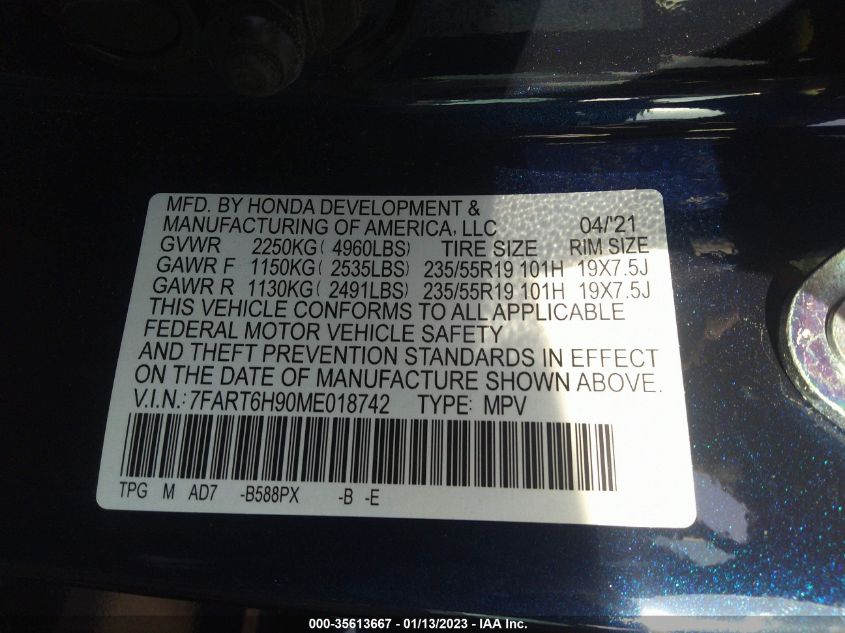 MFD. BY HONDA DEVELOPMENT &
MANUFACTURING OF AMERICA, LLC 04/'21
GVWR 2250KG( 4960LBS) TIRE SIZE RIM SIZE
GAWR F 1150KG( 2535LBS) 235/55R19 101H 19X7.5J
GAWR R 1130KG( 2491LBS) 235/55R19 101H 19X7.5J
THIS VEHICLE CONFORMS TO ALL APPLICABLE
FEDERAL MOTOR VEHICLE SAFETY
AND THEFT PREVENTION STANDARDS IN EFFECT
ON THE DATE OF MANUFACTURE SHOWN ABOVE.
V.I.N.: 7FART6H90ME018742 TYPE: MPV
TPG M AD7 -B588PX -B -E
000-35613667 - 01/13/2023 - IAA Inc.